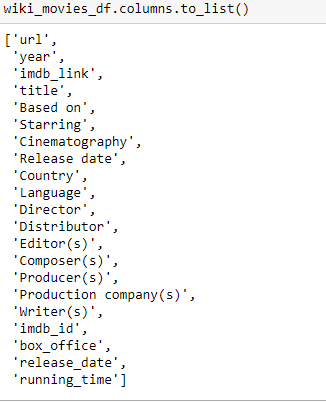 wiki_movies_df.columns.to_list()
['url',
'year',
'imdb_link',
'title',
'Based on',
'Starring',
'Cinematography',
'Release date',
'Country',
'Language',
'Director',
'Distributor',
'Editor(s)',
'Composer(s)',
'Producer(s)',
'Production company(s)',
'Writer(s)',
'imdb_id',
'box_office',
'release_date',
'running_time']